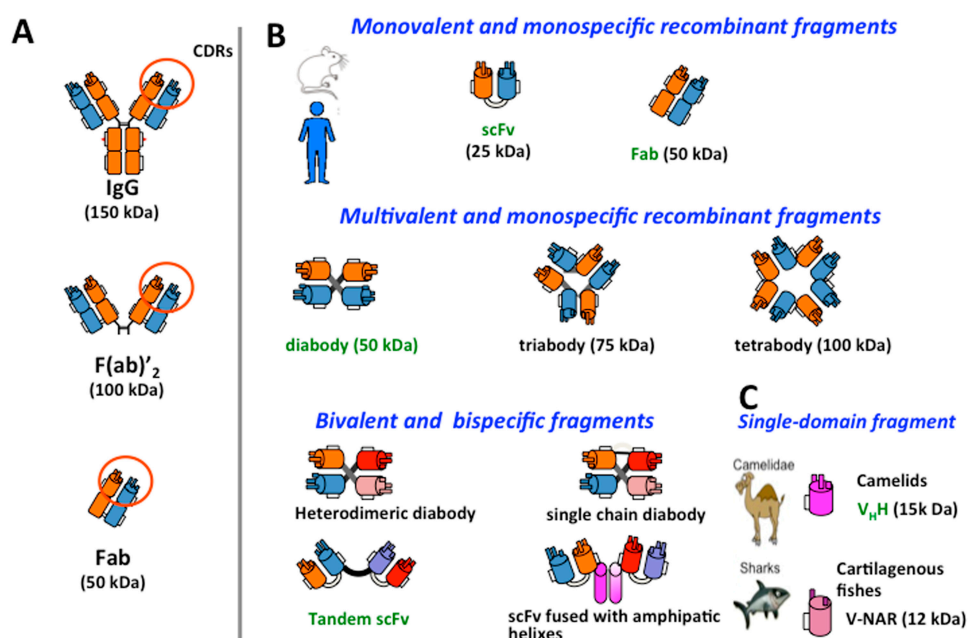 A
CDRs
IgG
(150 kDa)
F(ab)’₂
(100 kDa)
Fab
(50 kDa)
B
Monovalent and monospecific recombinant fragments
scFv
(25 kDa)
Fab (50 kDa)
Multivalent and monospecific recombinant fragments
diabody (50 kDa)
triabody (75 kDa)
tetrabody (100 kDa)
Bivalent and bispecific fragments
Heterodimeric diabody
single chain diabody
Tandem scFv
scFv fused with amphipatic
helixes
C
Single-domain fragment
Camelidae
Camelids
VHH (15k Da)
Sharks
Cartilagenous
fishes
V-NAR (12 kDa)